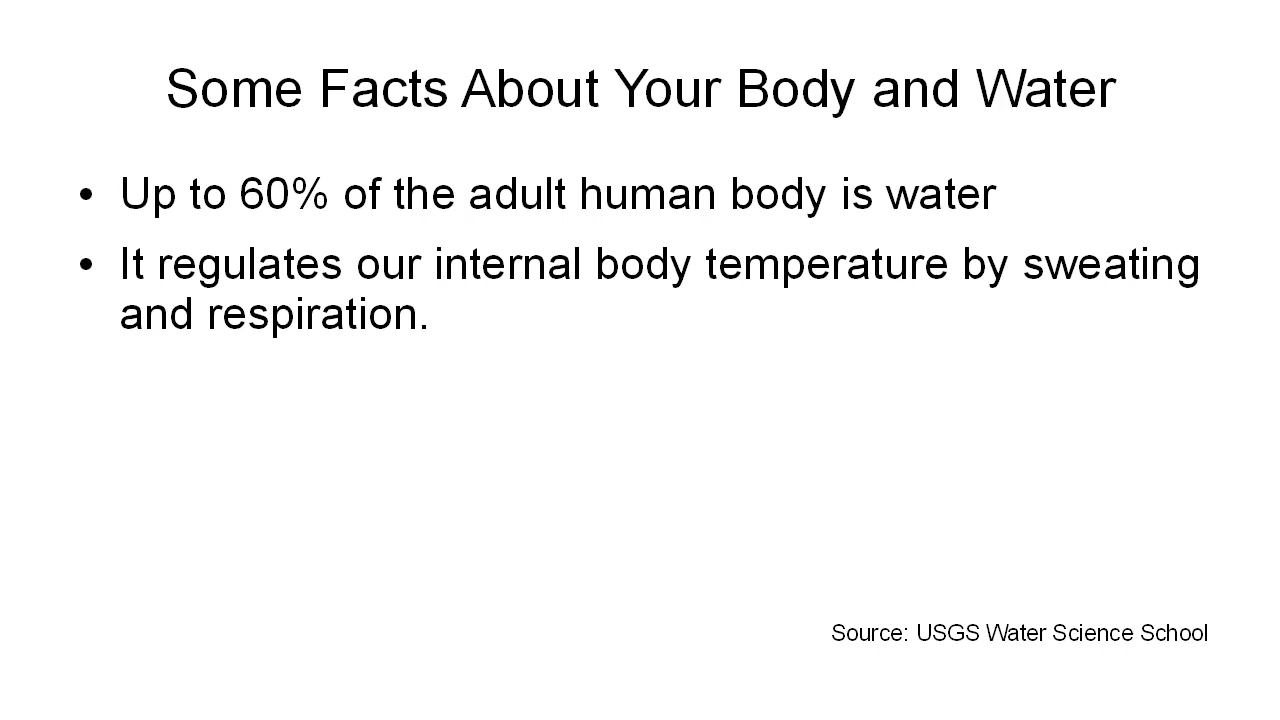 Some Facts About Your Body and Water
• Up to 60% of the adult human body is water
• It regulates our internal body temperature by sweating
and respiration.
Source: USGS Water Science School